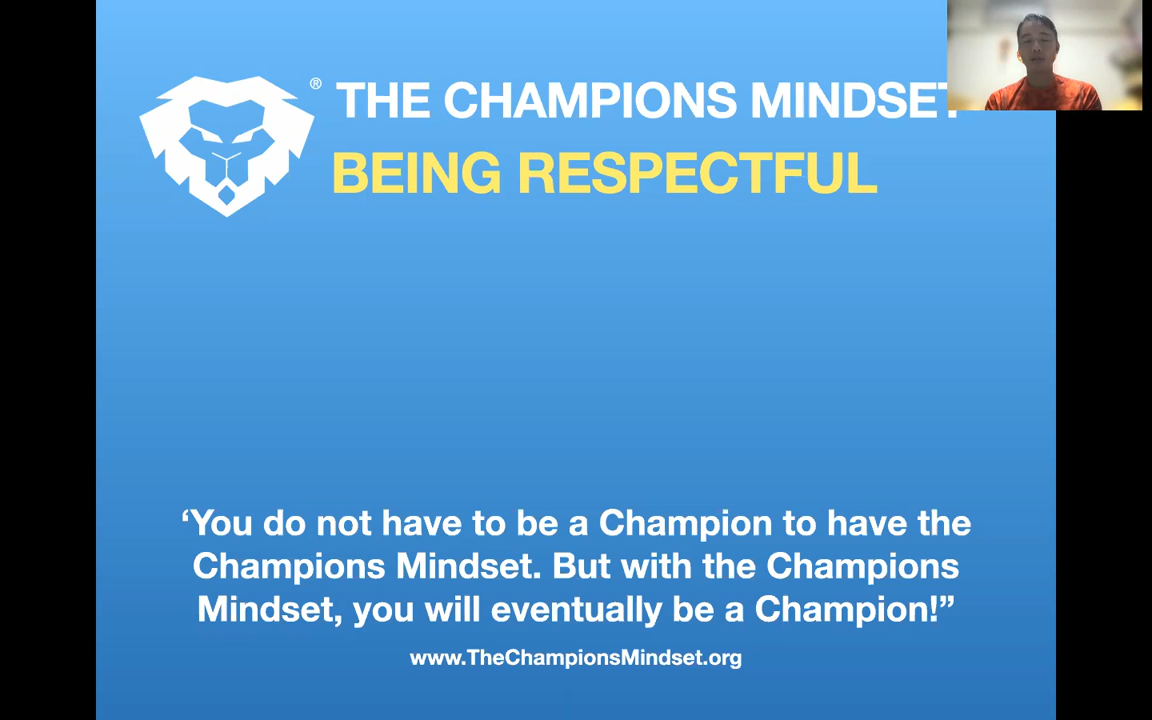 ® THE CHAMPIONS MINDSET
BEING RESPECTFUL
‘You do not have to be a Champion to have the
Champions Mindset. But with the Champions
Mindset, you will eventually be a Champion!”
www.TheChampionsMindset.org